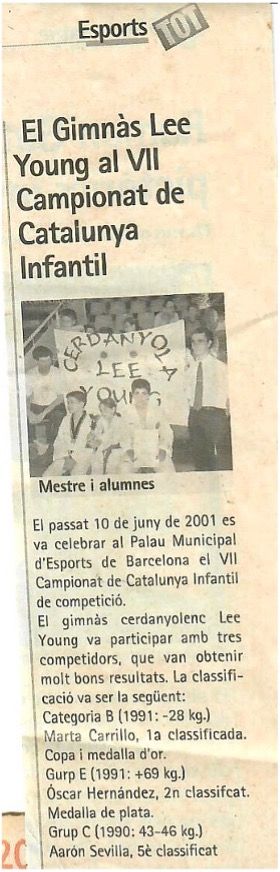 Esports
TOT
El Gimnàs Lee
Young al VII
Campionat de
Catalunya
Infantil
CERDANYOLA
LEE
YOUNG
Mestre i alumnes
El passat 10 de juny de 2001 es
va celebrar al Palau Municipal
d'Esports de Barcelona el VII
Campionat de Catalunya Infantil
de competició.
El gimnàs cerdanyolenc Lee
Young va participar amb tres
competidors, que van obtenir
molt bons resultats. La classifi-
cació va ser la següent:
Categoria B (1991: -28 kg.)
Marta Carrillo, 1a classificada.
Copa i medalla d'or.
Gurp E (1991: +69 kg.)
Óscar Hernández, 2n classifcat.
Medalla de plata.
Grup C (1990: 43-46 kg.)
Aarón Sevilla, 5è classificat
20